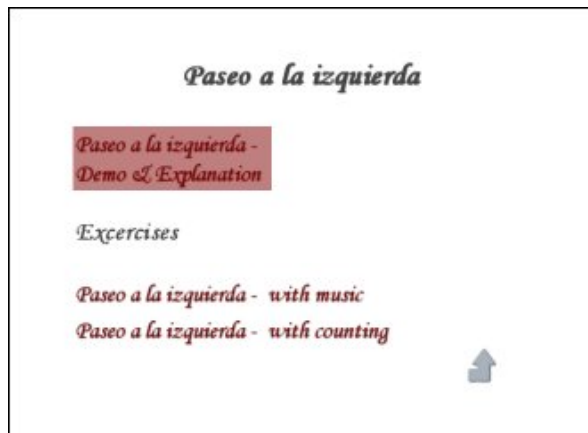 Paseo a la izquierda
Paseo a la izquierda -
Demo & Explanation
Excercises
Paseo a la izquierda - with music
Paseo a la izquierda - with counting